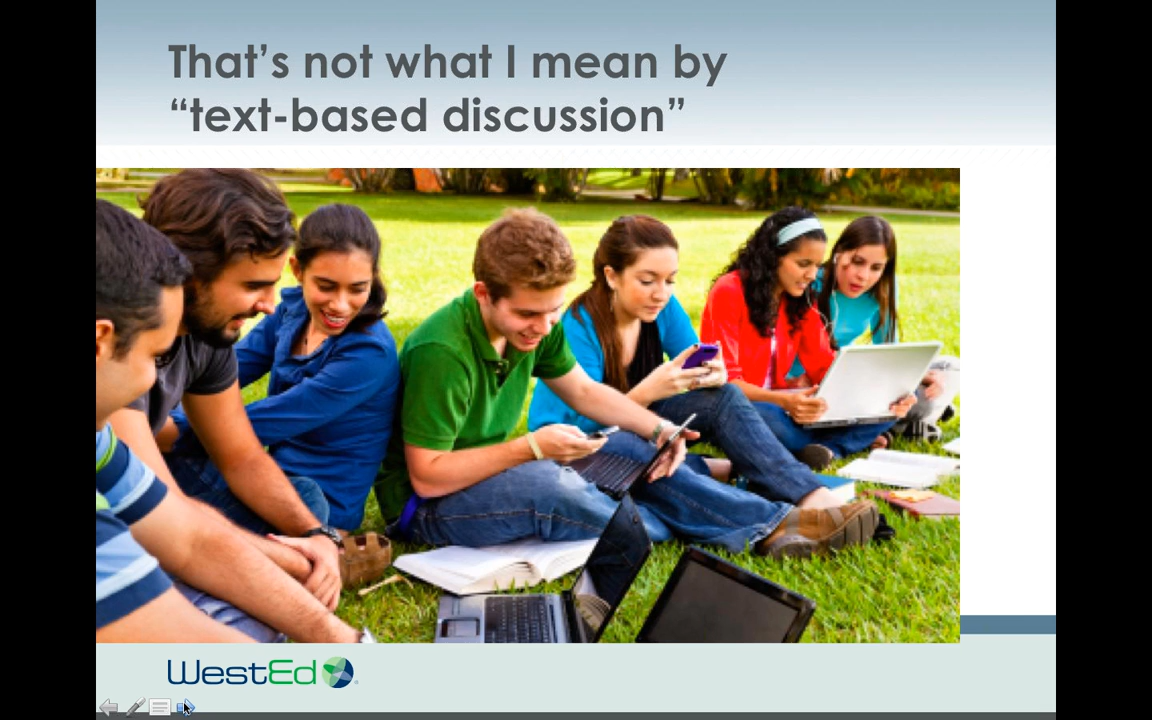 That’s not what I mean by
“text-based discussion”
WestEd